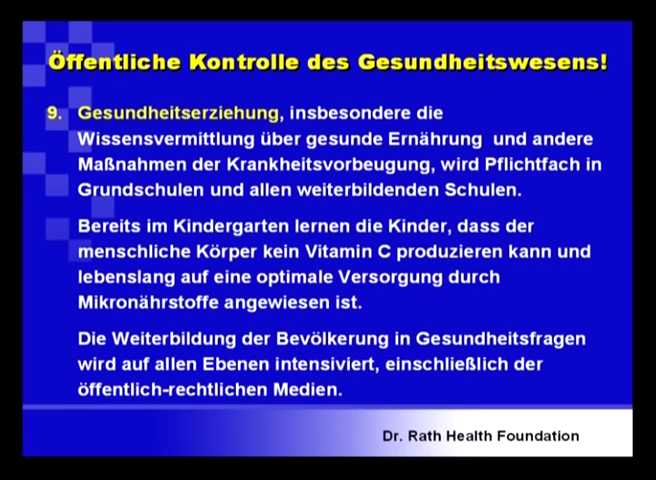 Öffentliche Kontrolle des Gesundheitswesens!
9. Gesundheitserziehung, insbesondere die
Wissensvermittlung über gesunde Ernährung und andere
Maßnahmen der Krankheitsvorbeugung, wird Pflichtfach in
Grundschulen und allen weiterbildenden Schulen.
Bereits im Kindergarten lernen die Kinder, dass der
menschliche Körper kein Vitamin C produzieren kann und
lebenslang auf eine optimale Versorgung durch
Mikronährstoffe angewiesen ist.
Die Weiterbildung der Bevölkerung in Gesundheitsfragen
wird auf allen Ebenen intensiviert, einschließlich der
öffentlich-rechtlichen Medien.
Dr. Rath Health Foundation